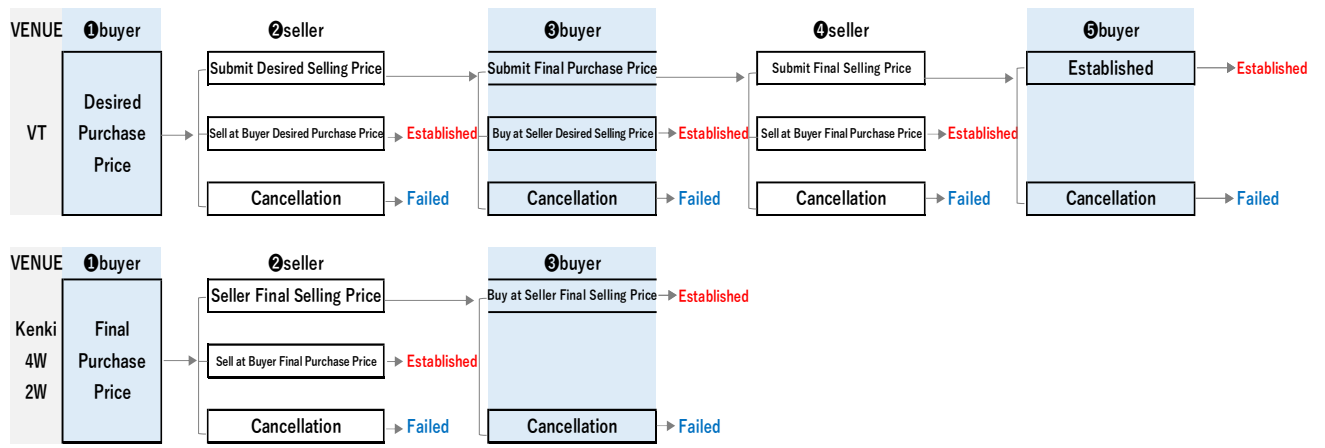 VENUE ❶buyer ❷seller ❸buyer ❹seller ❺buyer
Submit Desired Selling Price Submit Final Purchase Price Submit Final Selling Price Established Established
Desired
VT Purchase Sell at Buyer Desired Purchase Price Established Buy at Seller Desired Selling Price Established Sell at Buyer Final Purchase Price Established
Price
Cancellation Failed Cancellation Failed Cancellation Failed Cancellation Failed
VENUE ❶buyer ❷seller ❸buyer
Seller Final Selling Price Buy at Seller Final Selling Price Established
Kenki Final
4W Purchase Sell at Buyer Final Purchase Price Established
2W Price
Cancellation Failed Cancellation Failed